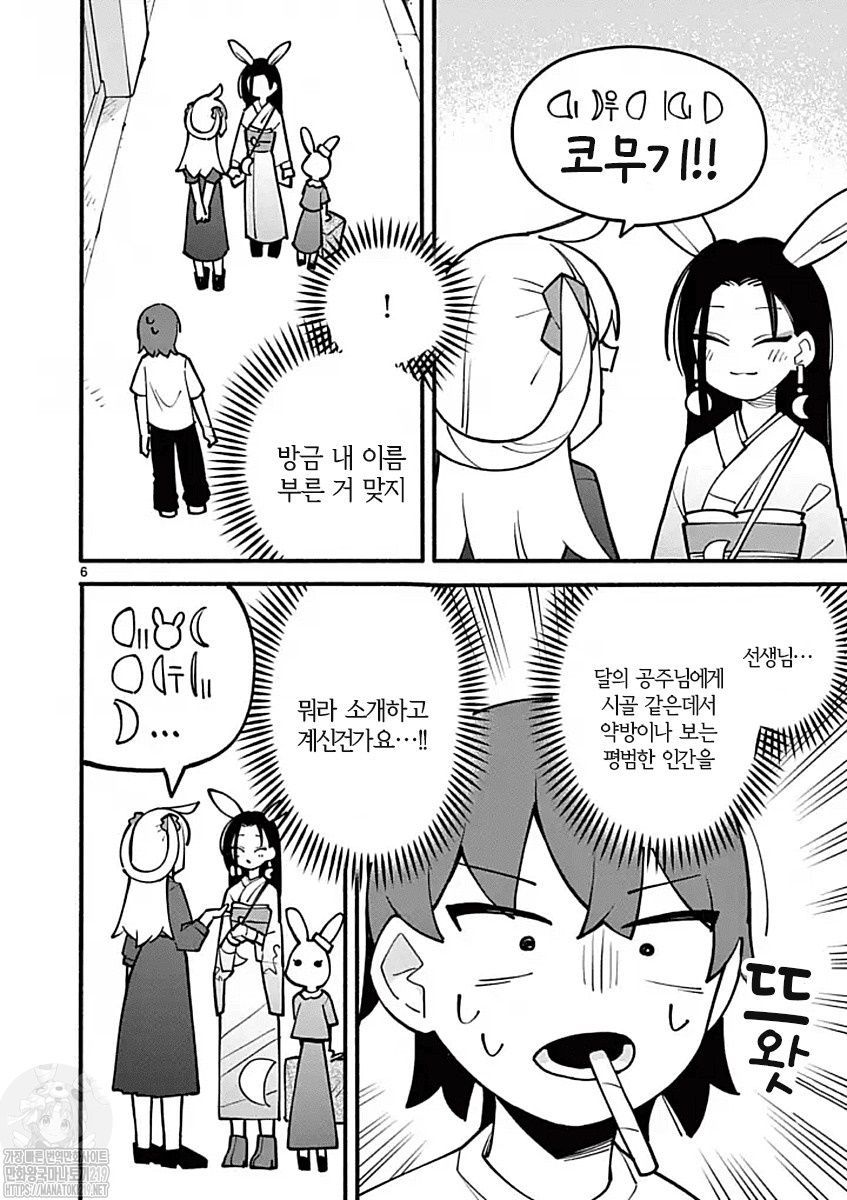 코무기!!
!
방금 내 이름
부른 거 맞지
6
선생님…
달의 공주님에게
시골 같은데서
약방이나 보는
평범한 인간을
뭐라 소개하고
계신건가요…!!
뜨
왓
…
가장 빠른 번역만화사이트
만화왕국마나토끼219
HTTPS://MANATOKI219.NET